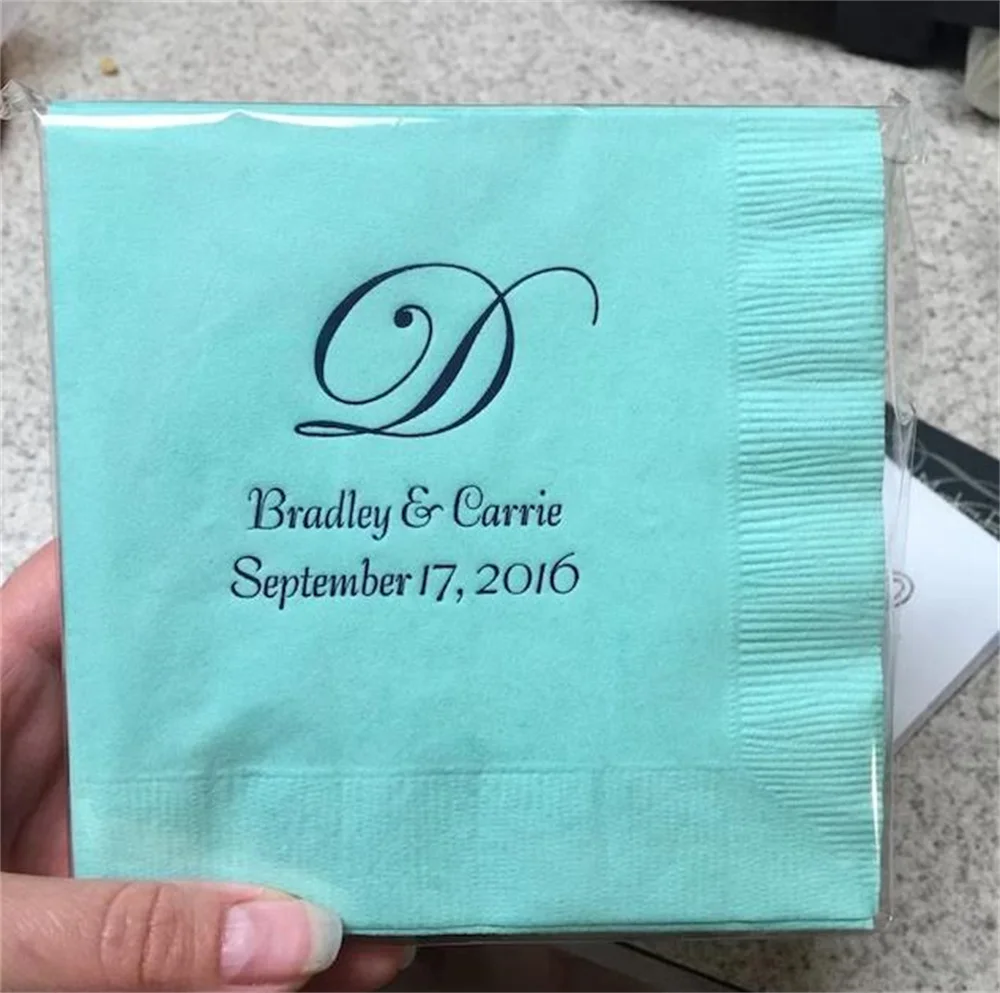 D
Bradley & Carrie
September 17, 2016